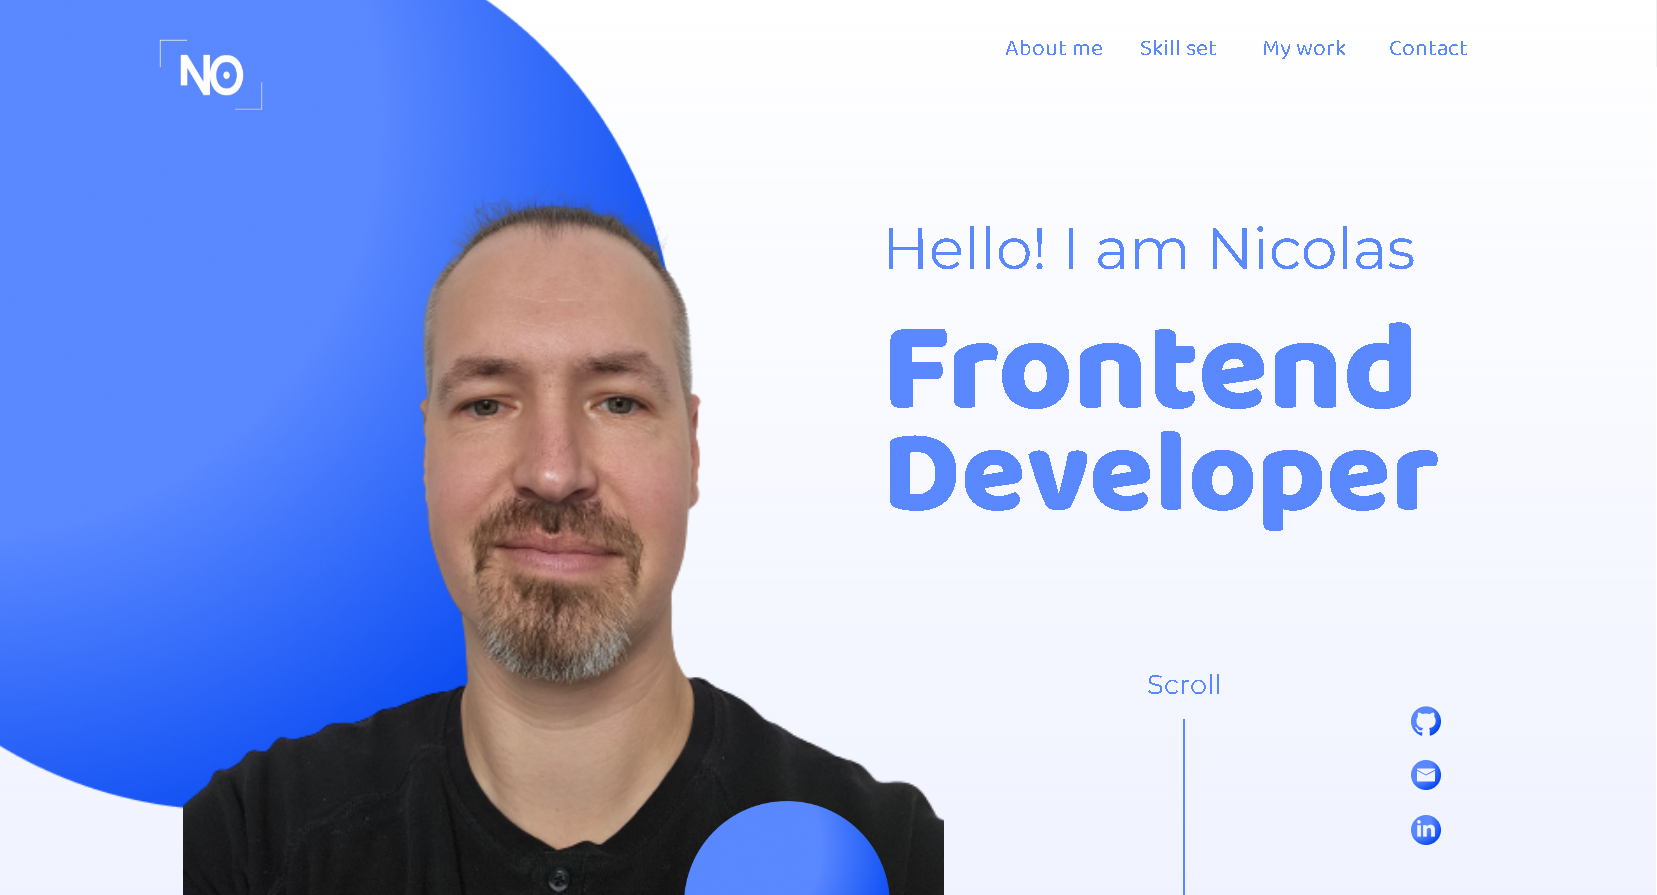 NO
About me
Skill set
My work
Contact
Hello! I am Nicolas
Frontend
Developer
Scroll
in